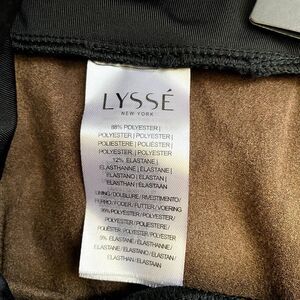 LYSSÉ
NEW YORK
88% POLYESTER |
POLYESTER | POLYESTER |
POLIESTERE | POLIÉSTER |
POLYESTER | POLYESTER
12% ELASTANE |
ELASTHANNE | ELASTANE |
ELASTANO | ELASTAN |
ELASTHAN | ELASTAAN
LINING / DOUBLURE / RIVESTIMENTO/
FORRO / FODER / FUTTER / VOERING
POLYESTER / POLYESTER/
POLYESTER / POLIESTERE/
POLIÉSTER, POLYESTER / POLYESTER
5% ELASTANE / ELASTHANNE/
ELASTANE / ELASTANO / ELASTAN/
ELASTHAN / ELASTAAN